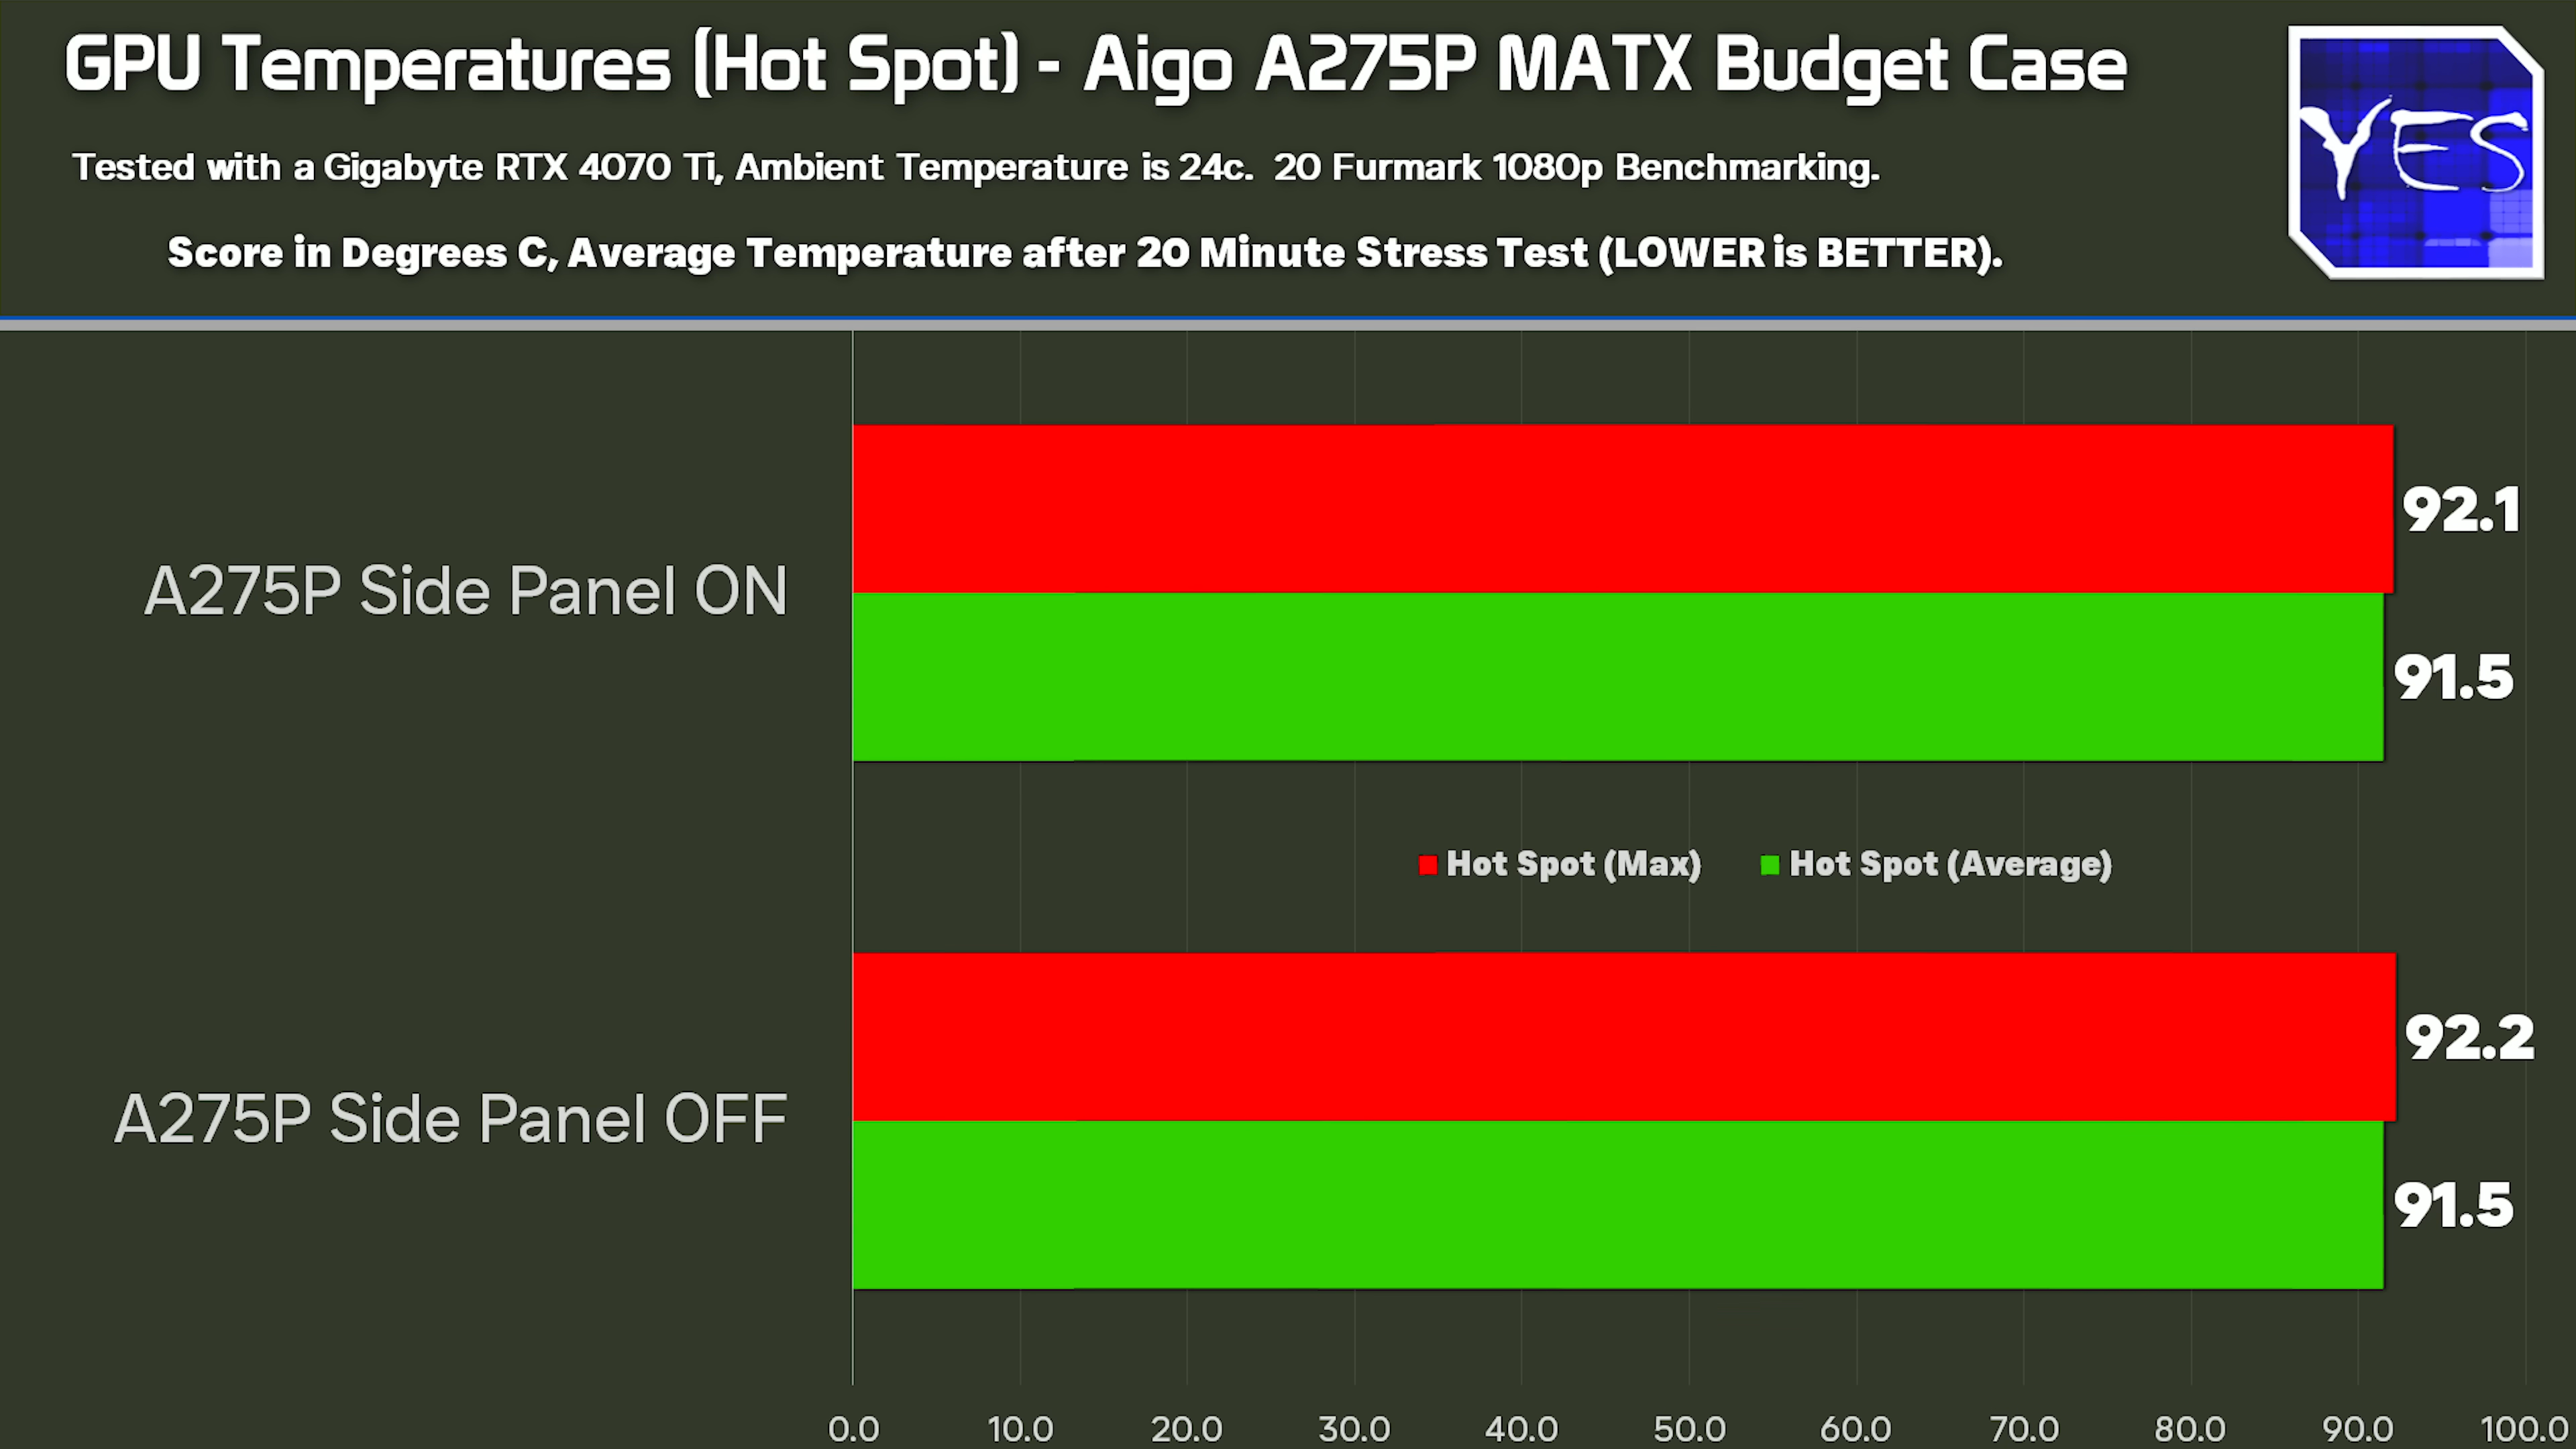 GPU Temperatures (Hot Spot) - Aigo A275P MATX Budget Case
YES
Tested with a Gigabyte RTX 4070 Ti, Ambient Temperature is 24c. 20 Furmark 1080p Benchmarking.
Score in Degrees C, Average Temperature after 20 Minute Stress Test (LOWER is BETTER).
92.1
A275P Side Panel ON
91.5
Hot Spot (Max) Hot Spot (Average)
92.2
A275P Side Panel OFF
91.5
0.0 10.0 20.0 30.0 40.0 50.0 60.0 70.0 80.0 90.0 100.0